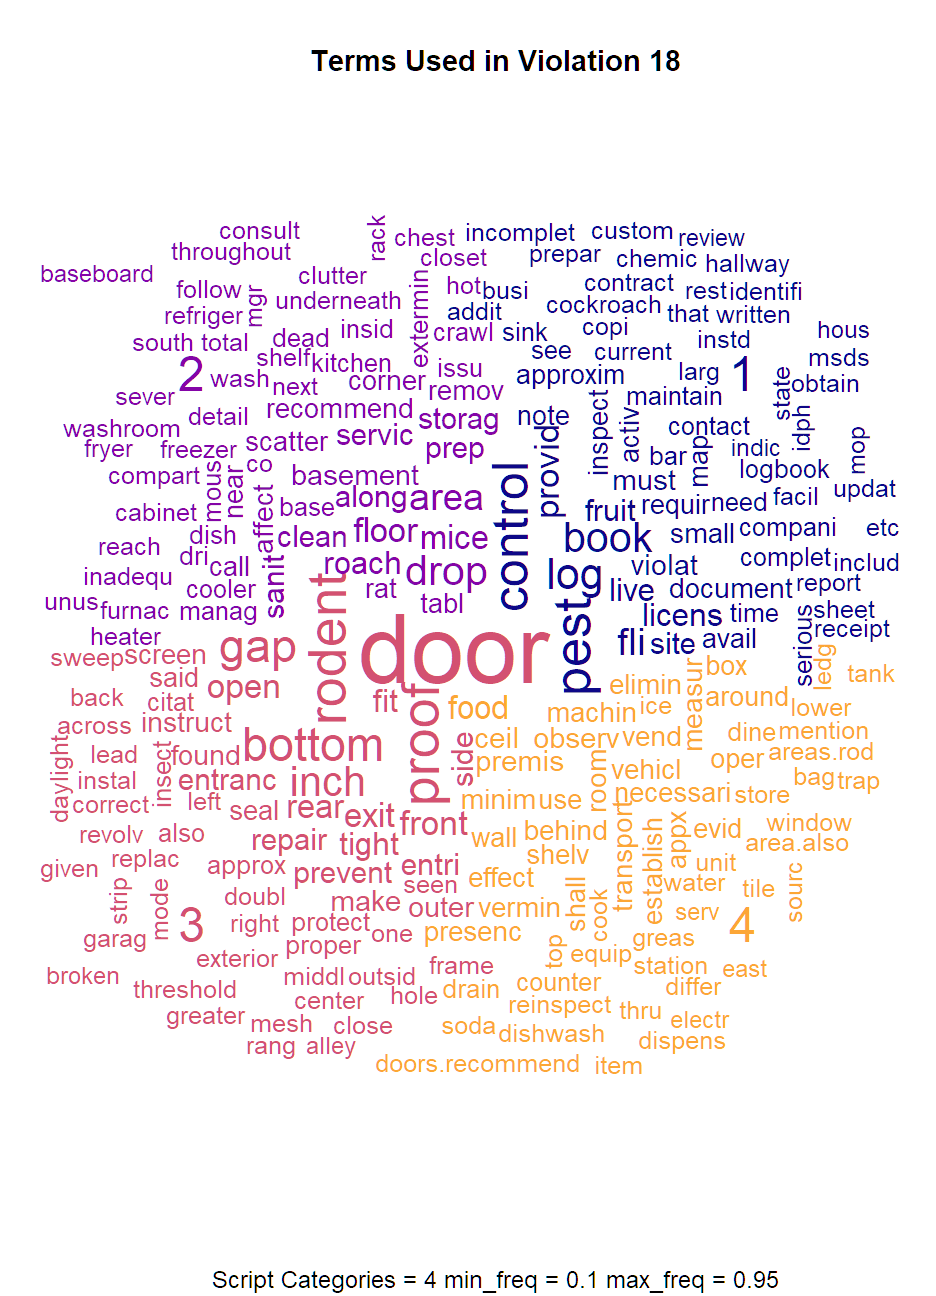 Terms Used in Violation 18
consult rack chest incomplet custom review
throughout closet prepar chemic hallway
baseboard clutter hot busi contract rest identifi
follow mgr underneath extermin addit cockroach that written
refriger dead insid crawl sink copi instd hous
south total shelf kitchen issu see current msds
2 wash next corner remov approxim larg 1 state obtain
sever recommend storag note maintain
washroom detail servic inspect activ contact idph mop
fryer freezer scatter prep provid bar map indic
compart mous near co basement control must logbook
cabinet affect base along area fruit requir need facil updat
reach dish clean floor mice book small compani etc
dri call roach drop log violat complet includ
inadequ cooler sanit rat live document report
unus furnac manag tabl pest licens time sheet
heater gap rodent door fli site avail serious receipt
sweep screen box ledg tank
said open fit food elimin measur around
back citat proof machin ice lower
across instruct bottom side ceil observ vend dine mention
daylight lead insect found premis room vehicl oper areas.rod
instal entranc inch necessari bag trap
correct left seal rear exit minim use transport store
revolv also repair tight front wall behind establish appx evid window
given replac approx prevent entri shelv area.also
strip mode doubl seen effect shall cook water unit tile sourc
make outer vermin serv
garag 3 right protect one presenc top greas 4
exterior proper equip
broken middl outsid frame station east
threshold center hole drain counter differ
greater mesh close soda reinspect thru electr
rang alley dishwash dispens
doors.recommend item
Script Categories = 4 min_freq = 0.1 max_freq = 0.95